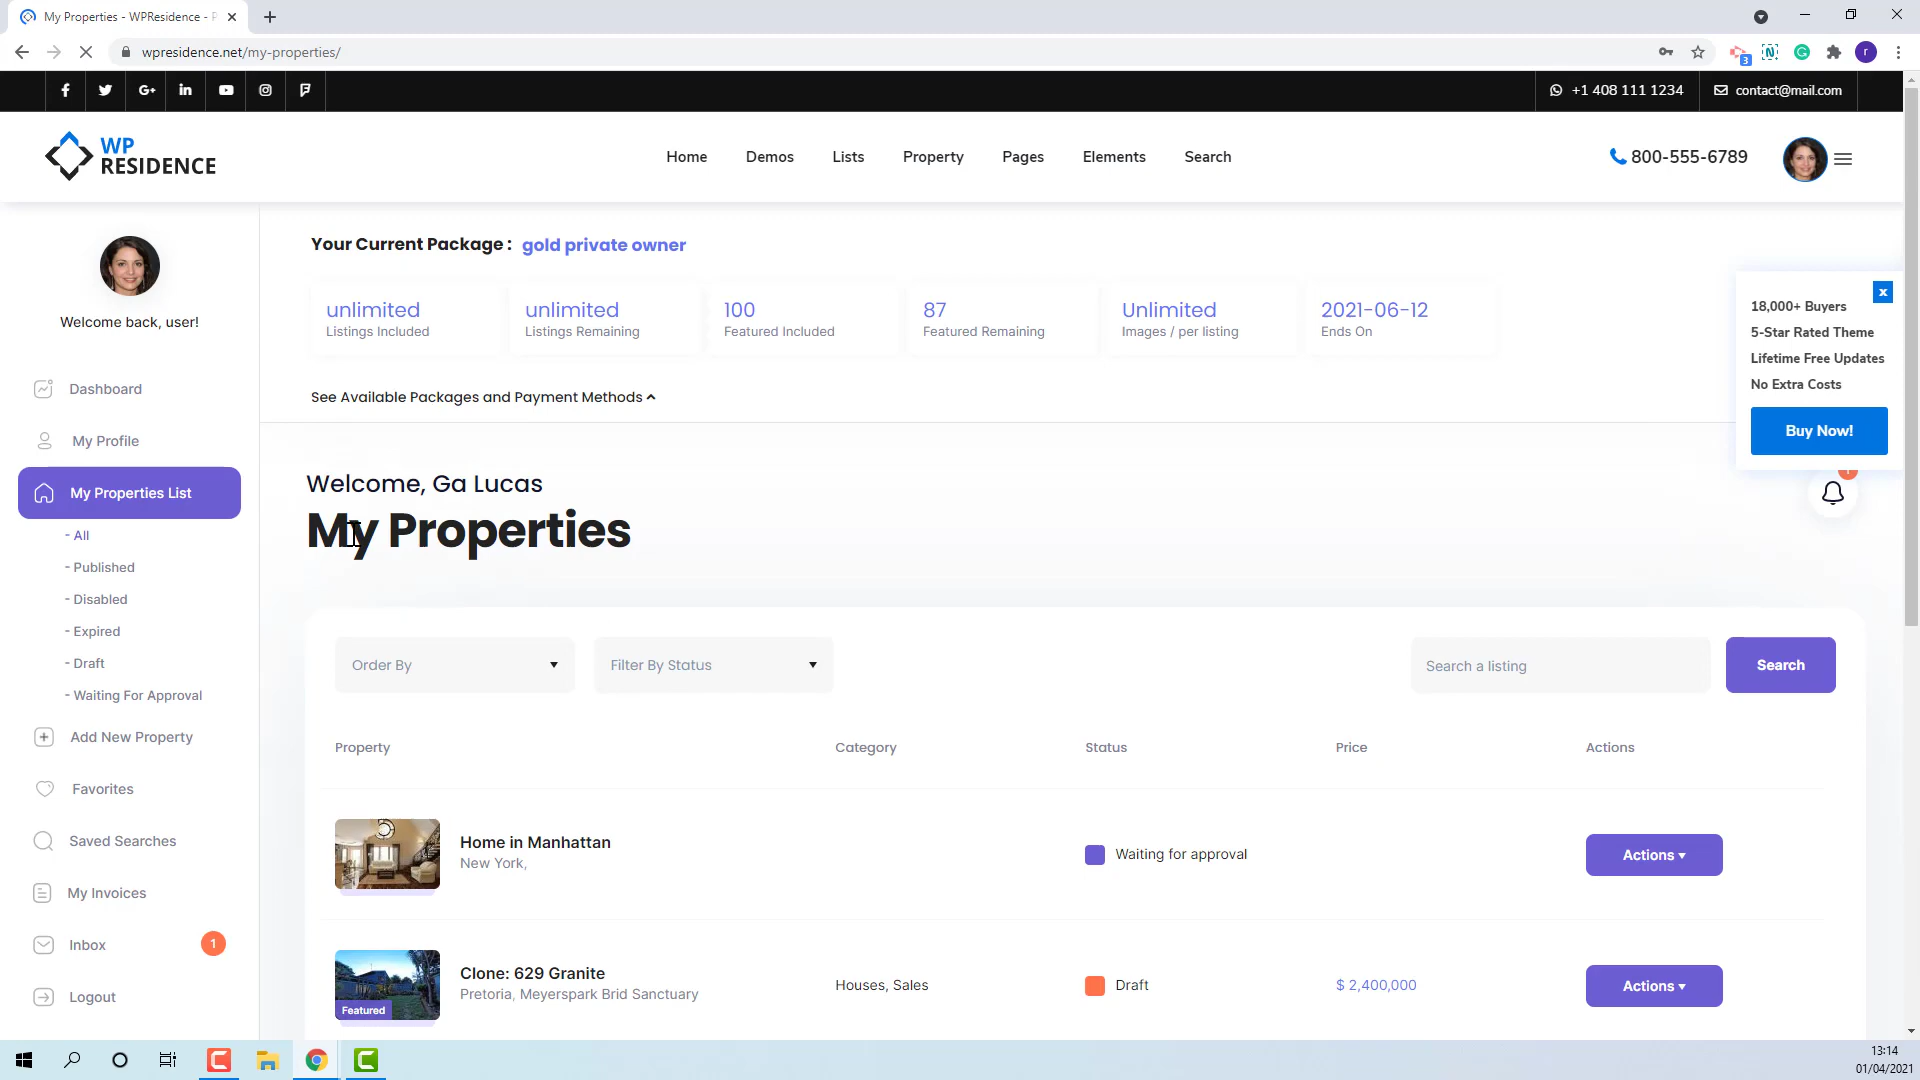 My Properties - WPResidence - P
wpresidence.net/my-properties/
3
r
+1 408 111 1234
contact@mail.com
WP
RESIDENCE
Home
Demos
Lists
Property
Pages
Elements
Search
800-555-6789
Welcome back, user!
Dashboard
My Profile
My Properties List
- All
- Published
- Disabled
- Expired
- Draft
- Waiting For Approval
Add New Property
Favorites
Saved Searches
My Invoices
Inbox
1
Logout
Your Current Package : gold private owner
unlimited
Listings Included
unlimited
Listings Remaining
100
Featured Included
87
Featured Remaining
Unlimited
Images / per listing
2021-06-12
Ends On
See Available Packages and Payment Methods
x
18,000+ Buyers
5-Star Rated Theme
Lifetime Free Updates
No Extra Costs
Buy Now!
Welcome, Ga Lucas
My Properties
Order By
Filter By Status
Search a listing
Search
Property
Category
Status
Price
Actions
Home in Manhattan
New York,
Waiting for approval
Actions
Featured
Clone: 629 Granite
Pretoria, Meyerspark Brid Sanctuary
Houses, Sales
Draft
$ 2,400,000
Actions
13:14
01/04/2021